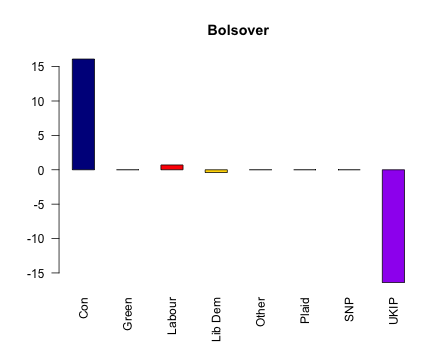 Bolsover
15
10
5
0
-5
-10
-15
Con
Green
Labour
Lib Dem
Other
Plaid
SNP
UKIP